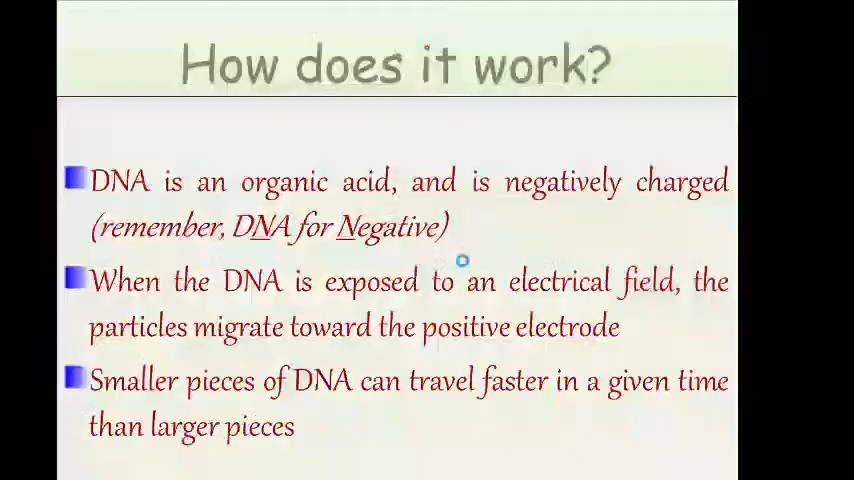 How does it work?
DNA is an organic acid, and is negatively charged
(remember, DNA for Negative)
When the DNA is exposed to an electrical field, the
particles migrate toward the positive electrode
Smaller pieces of DNA can travel faster in a given time
than larger pieces